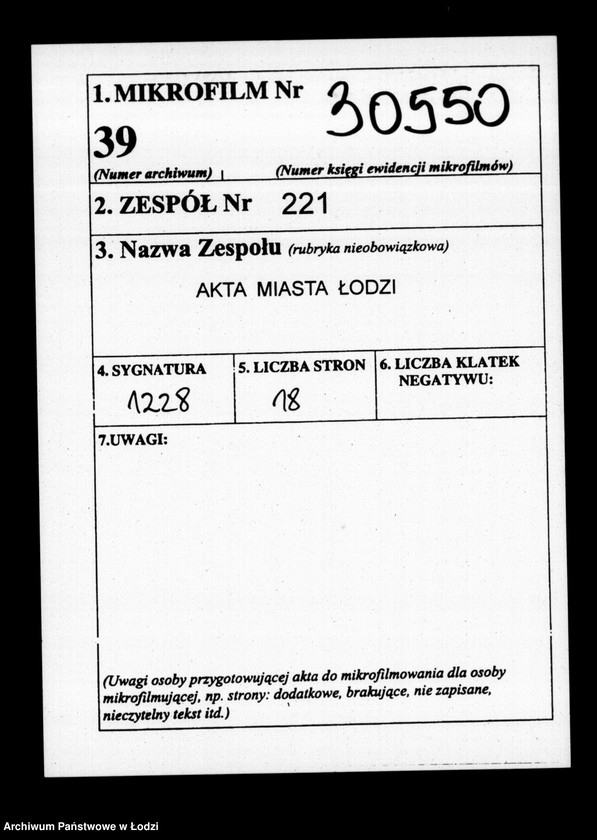 1. MIKROFILM Nr 30550
39
(Numer archiwum) (Numer księgi ewidencji mikrofilmów)
2. ZESPÓŁ Nr 221
3. Nazwa Zespołu (rubryka nieobowiązkowa)
AKTA MIASTA ŁODZI
4. SYGNATURA
1228
5. LICZBA STRON
18
6. LICZBA KLATEK
NEGATYWU:
7.UWAGI:
(Uwagi osoby przygotowującej akta do mikrofilmowania dla osoby
mikrofilmującej, np. strony: dodatkowe, brakujące, nie zapisane,
nieczytelny tekst itd.)
Archiwum Państwowe w Łodzi